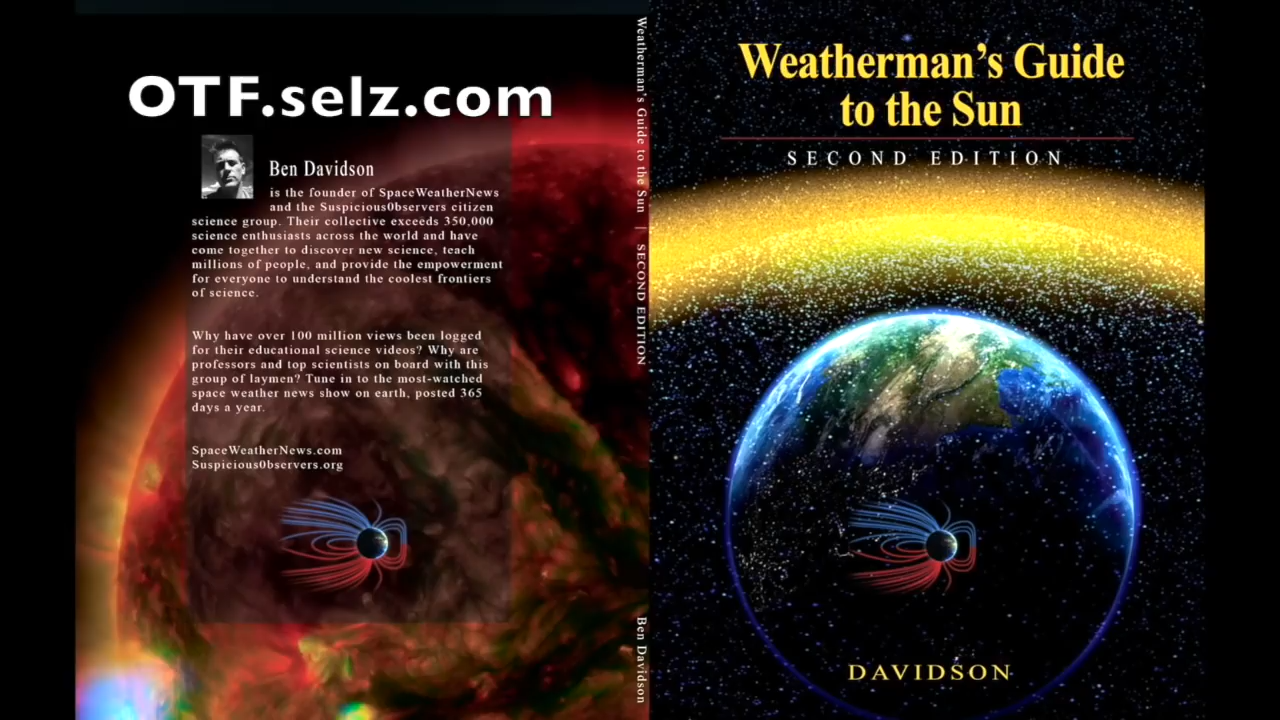 OTF.selz.com
Ben Davidson
is the founder of SpaceWeatherNews
and the Suspicious0bservers citizen
science group. Their collective exceeds 350,000
science enthusiasts across the world and have
come together to discover new science, teach
millions of people, and provide the empowerment
for everyone to understand the coolest frontiers
of science.
Why have over 100 million views been logged
for their educational science videos? Why are
professors and top scientists on board with this
group of laymen? Tune in to the most-watched
space weather news show on earth, posted 365
days a year.
SpaceWeatherNews.com
Suspicious0bservers.org
Weatherman's Guide to the Sun | SECOND EDITION
Ben Davidson
Weatherman's Guide
to the Sun
SECOND EDITION
DAVIDSON